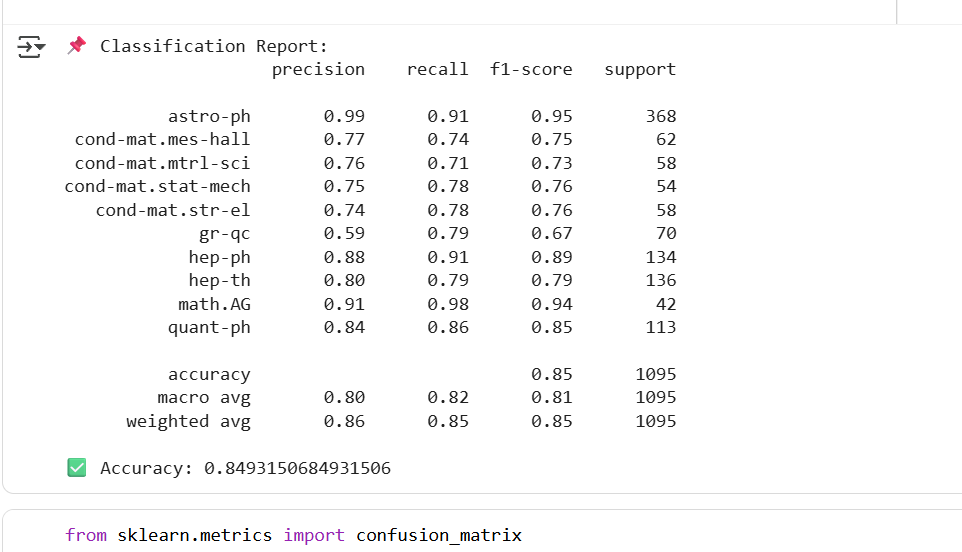 📌 Classification Report:
precision recall f1-score support
astro-ph 0.99 0.91 0.95 368
cond-mat.mes-hall 0.77 0.74 0.75 62
cond-mat.mtrl-sci 0.76 0.71 0.73 58
cond-mat.stat-mech 0.75 0.78 0.76 54
cond-mat.str-el 0.74 0.78 0.76 58
gr-qc 0.59 0.79 0.67 70
hep-ph 0.88 0.91 0.89 134
hep-th 0.80 0.79 0.79 136
math.AG 0.91 0.98 0.94 42
quant-ph 0.84 0.86 0.85 113
accuracy 0.85 1095
macro avg 0.80 0.82 0.81 1095
weighted avg 0.86 0.85 0.85 1095
✅ Accuracy: 0.8493150684931506
from sklearn.metrics import confusion_matrix